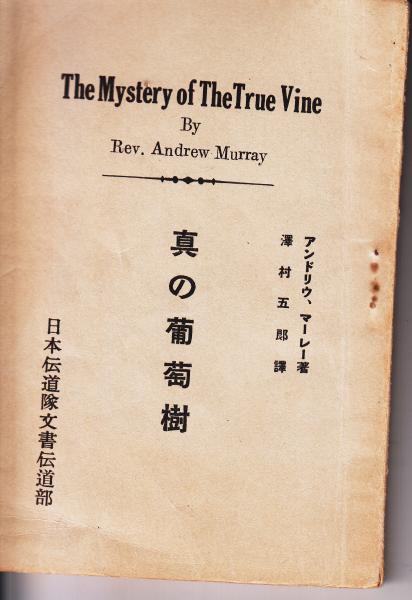 The Mystery of The True Vine
By
Rev. Andrew Murray
アンドリウ、マーレー著
澤村五郎譯
真の葡萄樹
日本伝道隊文書伝道部